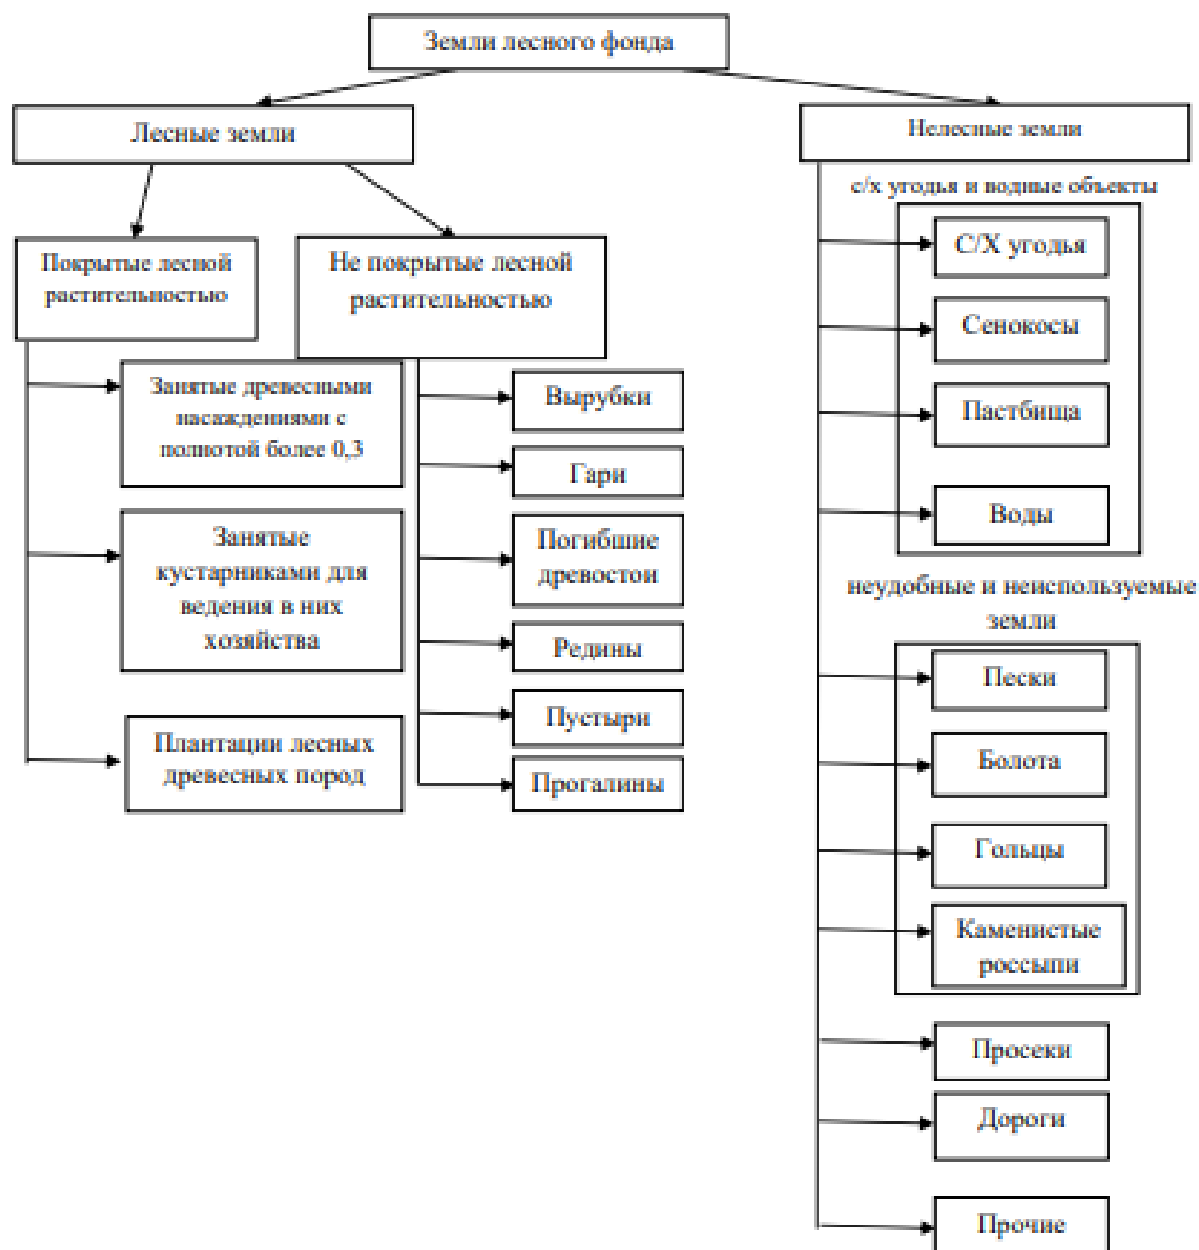 Земли лесного фонда
Лесные земли
Нелесные земли
Покрытые лесной
растительностью
Не покрытые лесной
растительностью
Занятые древесными
насаждениями с
полнотой более 0,3
Занятые
кустарниками для
ведения в них
хозяйства
Плантации лесных
древесных пород
Вырубки
Гари
Погибшие
древостои
Редины
Пустыри
Прогалины
с/х угодья и водные объекты
С/Х угодья
Сенокосы
Пастбища
Воды
неудобные и неиспользуемые
земли
Пески
Болота
Гольцы
Каменистые
россыпи
Просеки
Дороги
Прочие